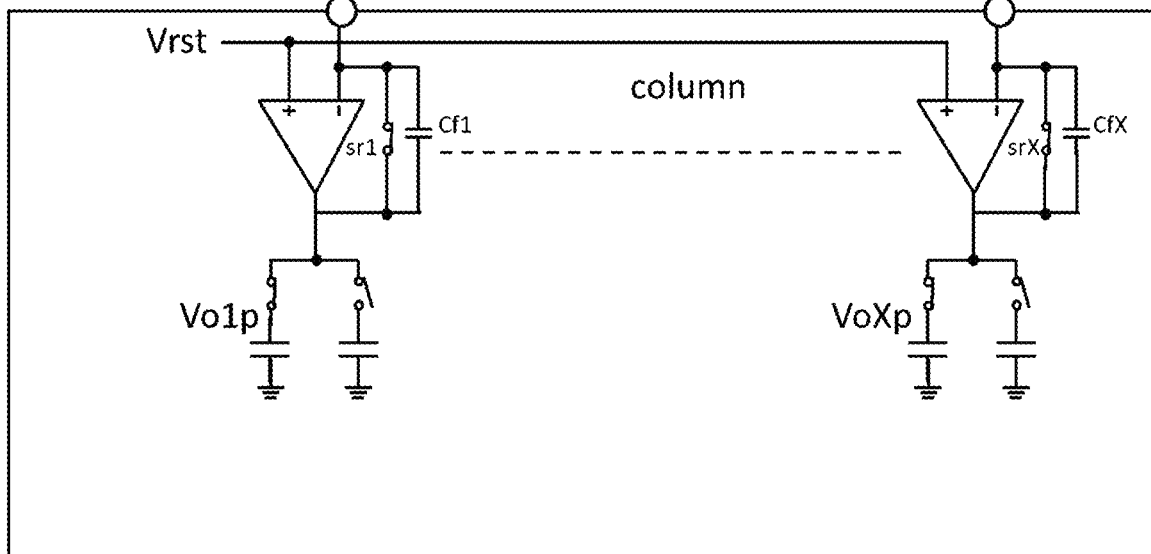 Vrst
column
+
-
Cf1
sr1
+
-
CfX
srX
Vo1p
VoXp